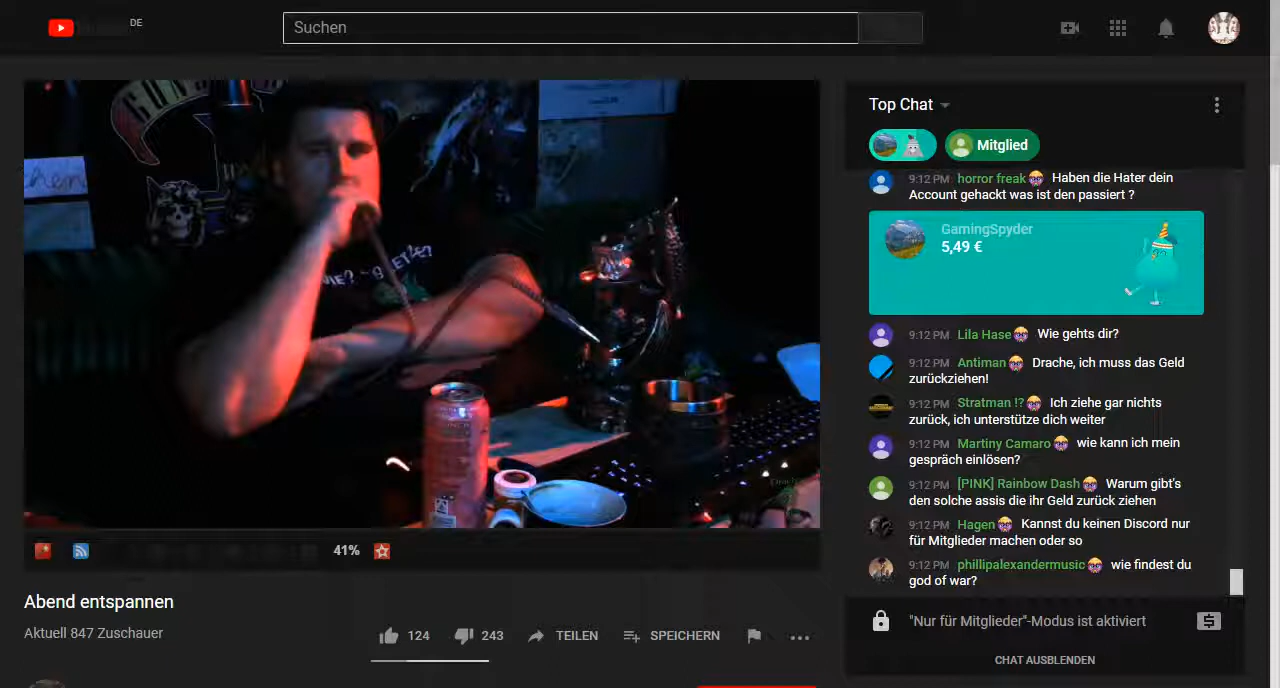 DE
Suchen
Top Chat
Mitglied
9:12 PM horror freak Haben die Hater dein
Account gehackt was ist den passiert ?
GamingSpyder
5,49 €
9:12 PM Lila Hase Wie gehts dir?
9:12 PM Antiman Drache, ich muss das Geld
zurückziehen!
9:12 PM Stratman !? Ich ziehe gar nichts
zurück, ich unterstütze dich weiter
9:12 PM Martiny Camaro wie kann ich mein
gespräch einlösen?
9:12 PM [PINK] Rainbow Dash Warum gibt's
den solche assis die ihr Geld zurück ziehen
9:12 PM Hagen Kannst du keinen Discord nur
für Mitglieder machen oder so
9:12 PM phillipalexandermusic wie findest du
god of war?
"Nur für Mitglieder"-Modus ist aktiviert
CHAT AUSBLENDEN
41%
Abend entspannen
Aktuell 847 Zuschauer
124
243
TEILEN
SPEICHERN